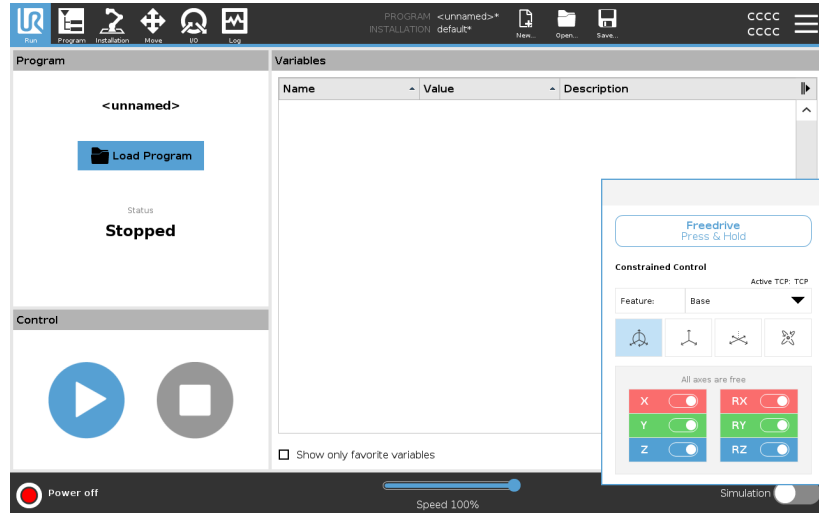 UR
PROGRAM <unnamed>*
INSTALLATION default*
cccc
cccc
Run Program Installation Move I/O Log New... Open... Save...
Program
<unnamed>
Load Program
Status
Stopped
Control
Variables
Name Value Description
Show only favorite variables
Freedrive
Press & Hold
Constrained Control
Active TCP: TCP
Feature: Base
All axes are free
X RX
Y RY
Z RZ
Power off
Speed 100%
Simulation